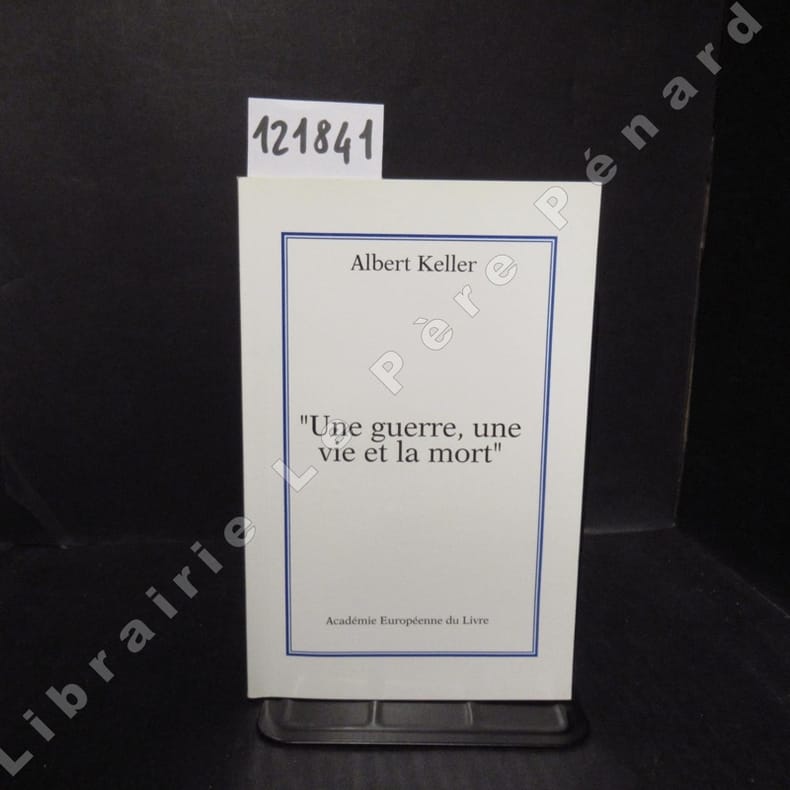 121841
Albert Keller
"Une guerre, une
vie et la mort"
Académie Européenne du Livre
Librairie Le Père Pénard